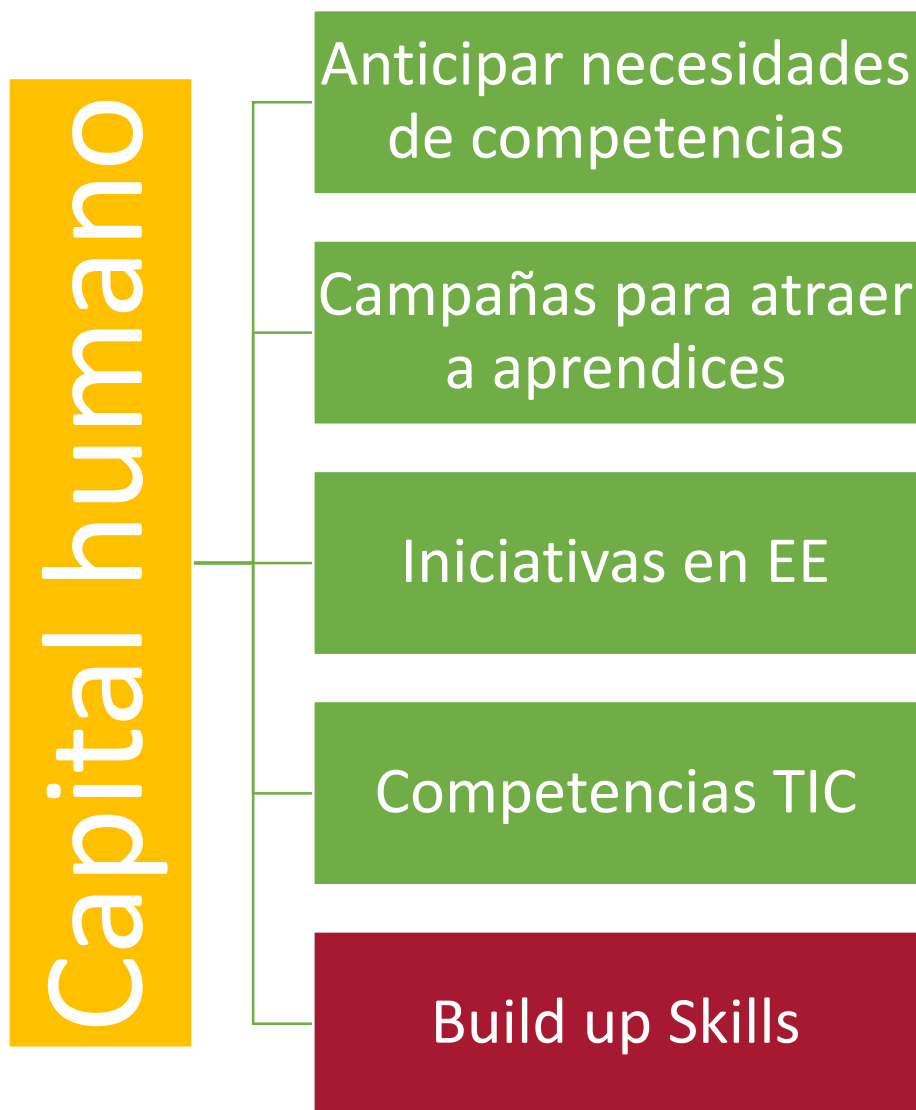 Capital humano
Anticipar necesidades
de competencias
Campañas para atraer
a aprendices
Iniciativas en EE
Competencias TIC
Build up Skills